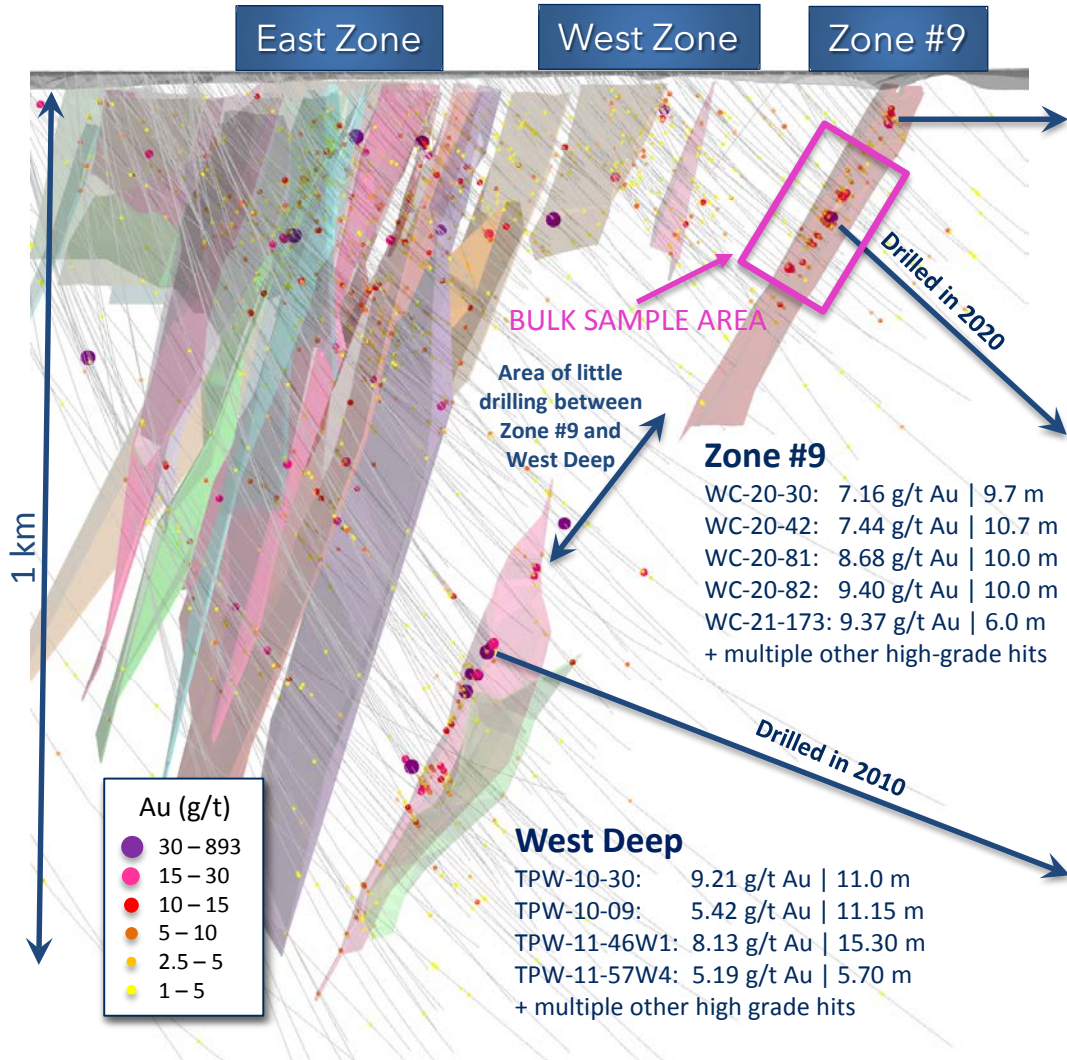 East Zone
West Zone
Zone #9
BULK SAMPLE AREA
Drilled in 2020
Area of little
drilling between
Zone #9 and
West Deep
1 km
Zone #9
WC-20-30: 7.16 g/t Au | 9.7 m
WC-20-42: 7.44 g/t Au | 10.7 m
WC-20-81: 8.68 g/t Au | 10.0 m
WC-20-82: 9.40 g/t Au | 10.0 m
WC-21-173: 9.37 g/t Au | 6.0 m
+ multiple other high-grade hits
Drilled in 2010
Au (g/t)
30 – 893
15 – 30
10 – 15
5 – 10
2.5 – 5
1 – 5
West Deep
TPW-10-30: 9.21 g/t Au | 11.0 m
TPW-10-09: 5.42 g/t Au | 11.15 m
TPW-11-46W1: 8.13 g/t Au | 15.30 m
TPW-11-57W4: 5.19 g/t Au | 5.70 m
+ multiple other high grade hits